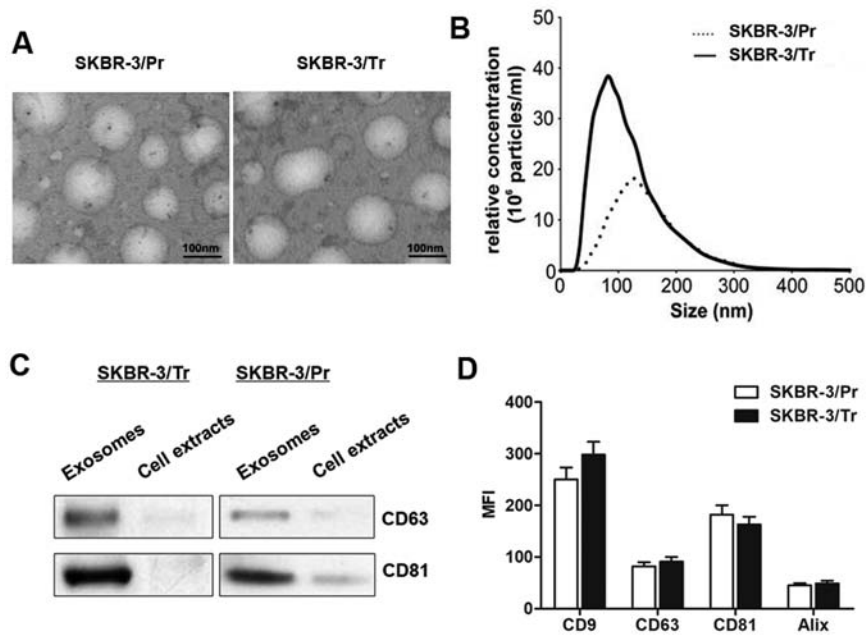 A
SKBR-3/Pr
SKBR-3/Tr
100nm
100nm
B
SKBR-3/Pr
SKBR-3/Tr
relative concentration
(10⁶ particles/ml)
50
40
30
20
10
0
0 100 200 300 400 500
Size (nm)
C
SKBR-3/Tr SKBR-3/Pr
Exosomes Cell extracts Exosomes Cell extracts
CD63
CD81
D
SKBR-3/Pr
SKBR-3/Tr
MFI
400
300
200
100
0
CD9 CD63 CD81 Alix